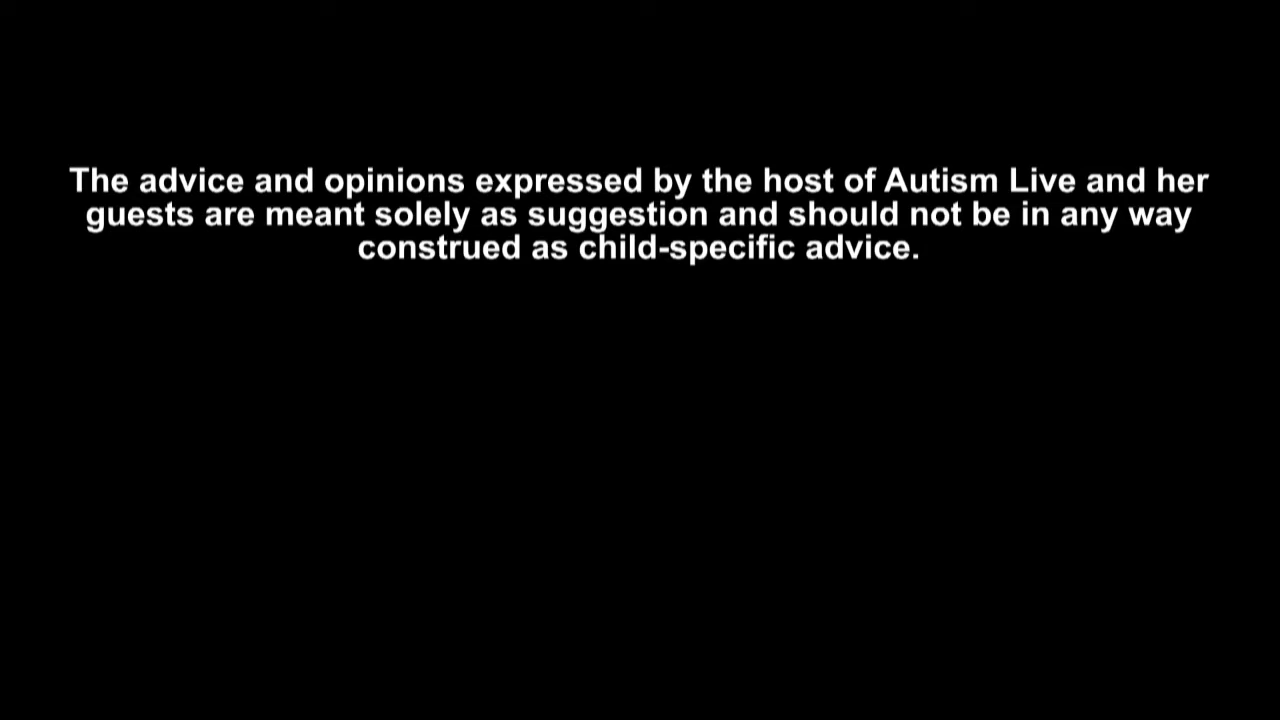 The advice and opinions expressed by the host of Autism Live and her
guests are meant solely as suggestion and should not be in any way
construed as child-specific advice.